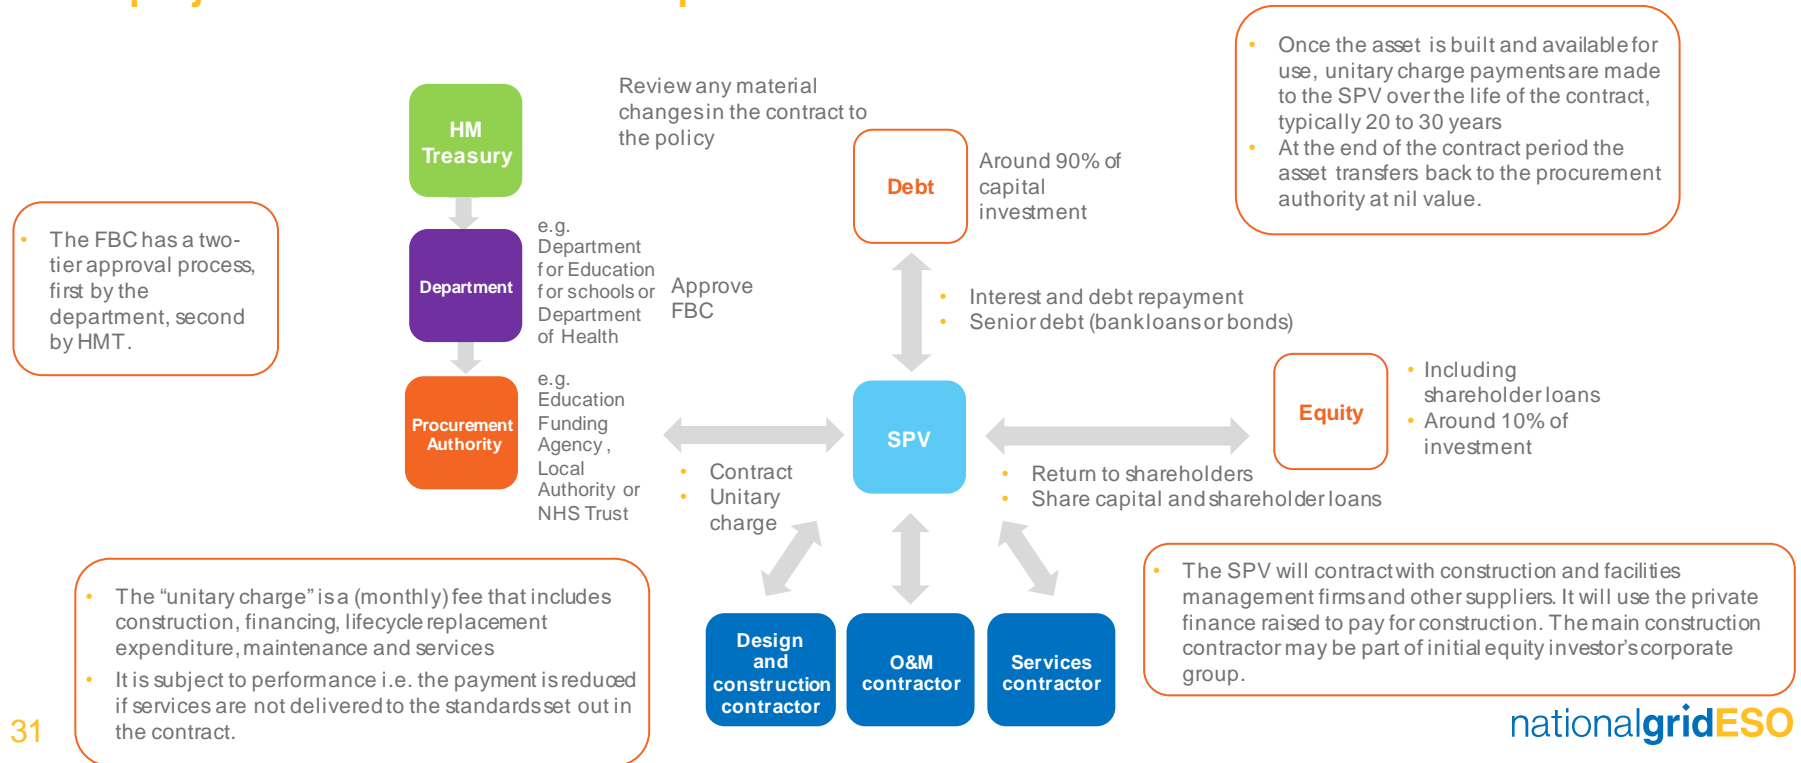 HM
Treasury
Review any material
changes in the contract to
the policy
Debt
Around 90% of
capital
investment
• Once the asset is built and available for
use, unitary charge payments are made
to the SPV over the life of the contract,
typically 20 to 30 years
• At the end of the contract period the
asset transfers back to the procurement
authority at nil value.
• The FBC has a two-
tier approval process,
first by the
department, second
by HMT.
Department
e.g.
Department
for Education
for schools or
Department
of Health
Approve
FBC
• Interest and debt repayment
• Senior debt (bank loans or bonds)
Procurement
Authority
e.g.
Education
Funding
Agency,
Local
Authority or
NHS Trust
• Contract
• Unitary
charge
SPV
• Return to shareholders
• Share capital and shareholder loans
Equity
• Including
shareholder loans
• Around 10% of
investment
• The “unitary charge” is a (monthly) fee that includes
construction, financing, lifecycle replacement
expenditure, maintenance and services
• It is subject to performance i.e. the payment is reduced
if services are not delivered to the standards set out in
the contract.
Design
and
construction
contractor
O&M
contractor
Services
contractor
• The SPV will contract with construction and facilities
management firms and other suppliers. It will use the private
finance raised to pay for construction. The main construction
contractor may be part of initial equity investor’s corporate
group.
31
nationalgridESO